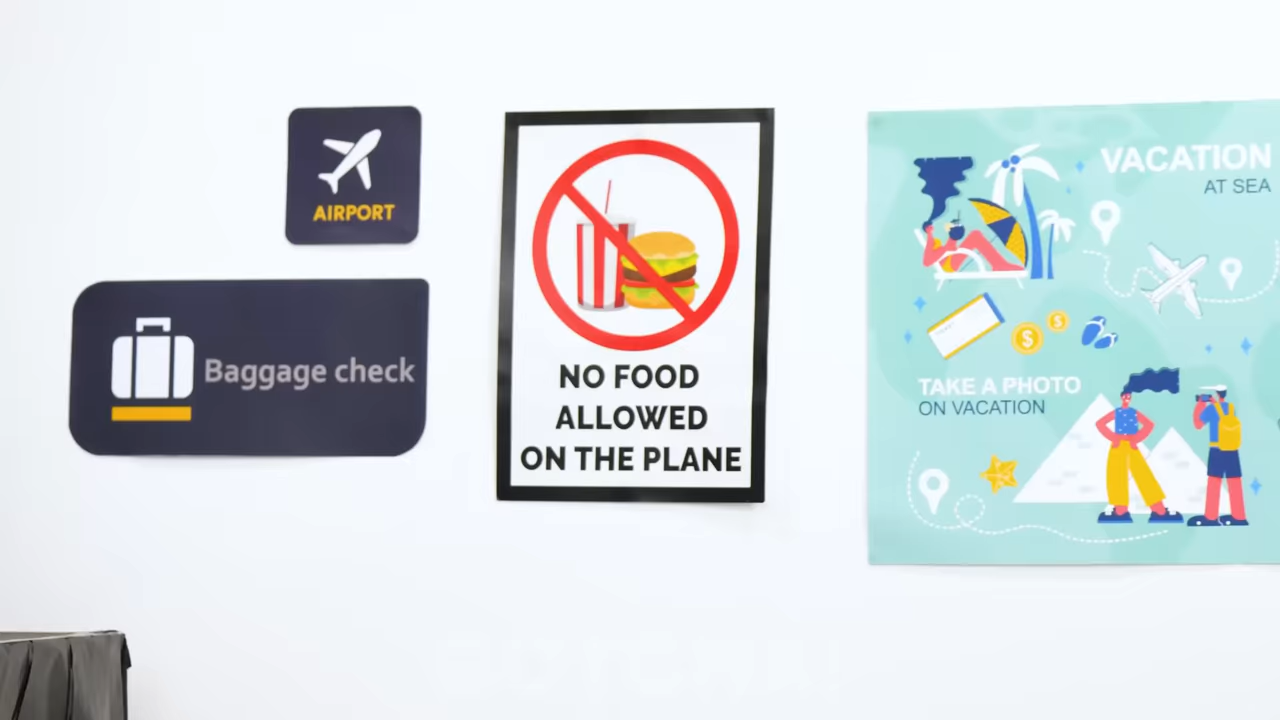 AIRPORT
Baggage check
NO FOOD
ALLOWED
ON THE PLANE
VACATION
AT SEA
TAKE A PHOTO
ON VACATION